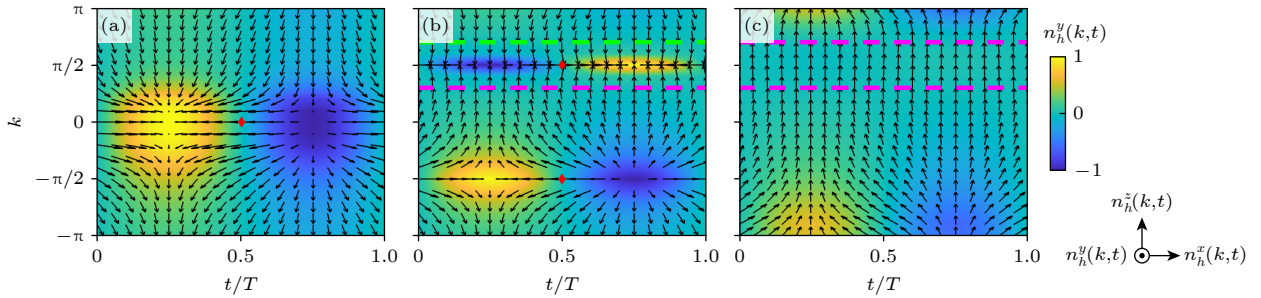 (a)
(b)
(c)
k
π
π/2
0
−π/2
−π
0
0.5
1.0
t/T
0
0.5
1.0
t/T
0
0.5
1.0
t/T
n_h^y(k,t)
1
0
−1
n_h^z(k,t)
n_h^y(k,t)
n_h^x(k,t)